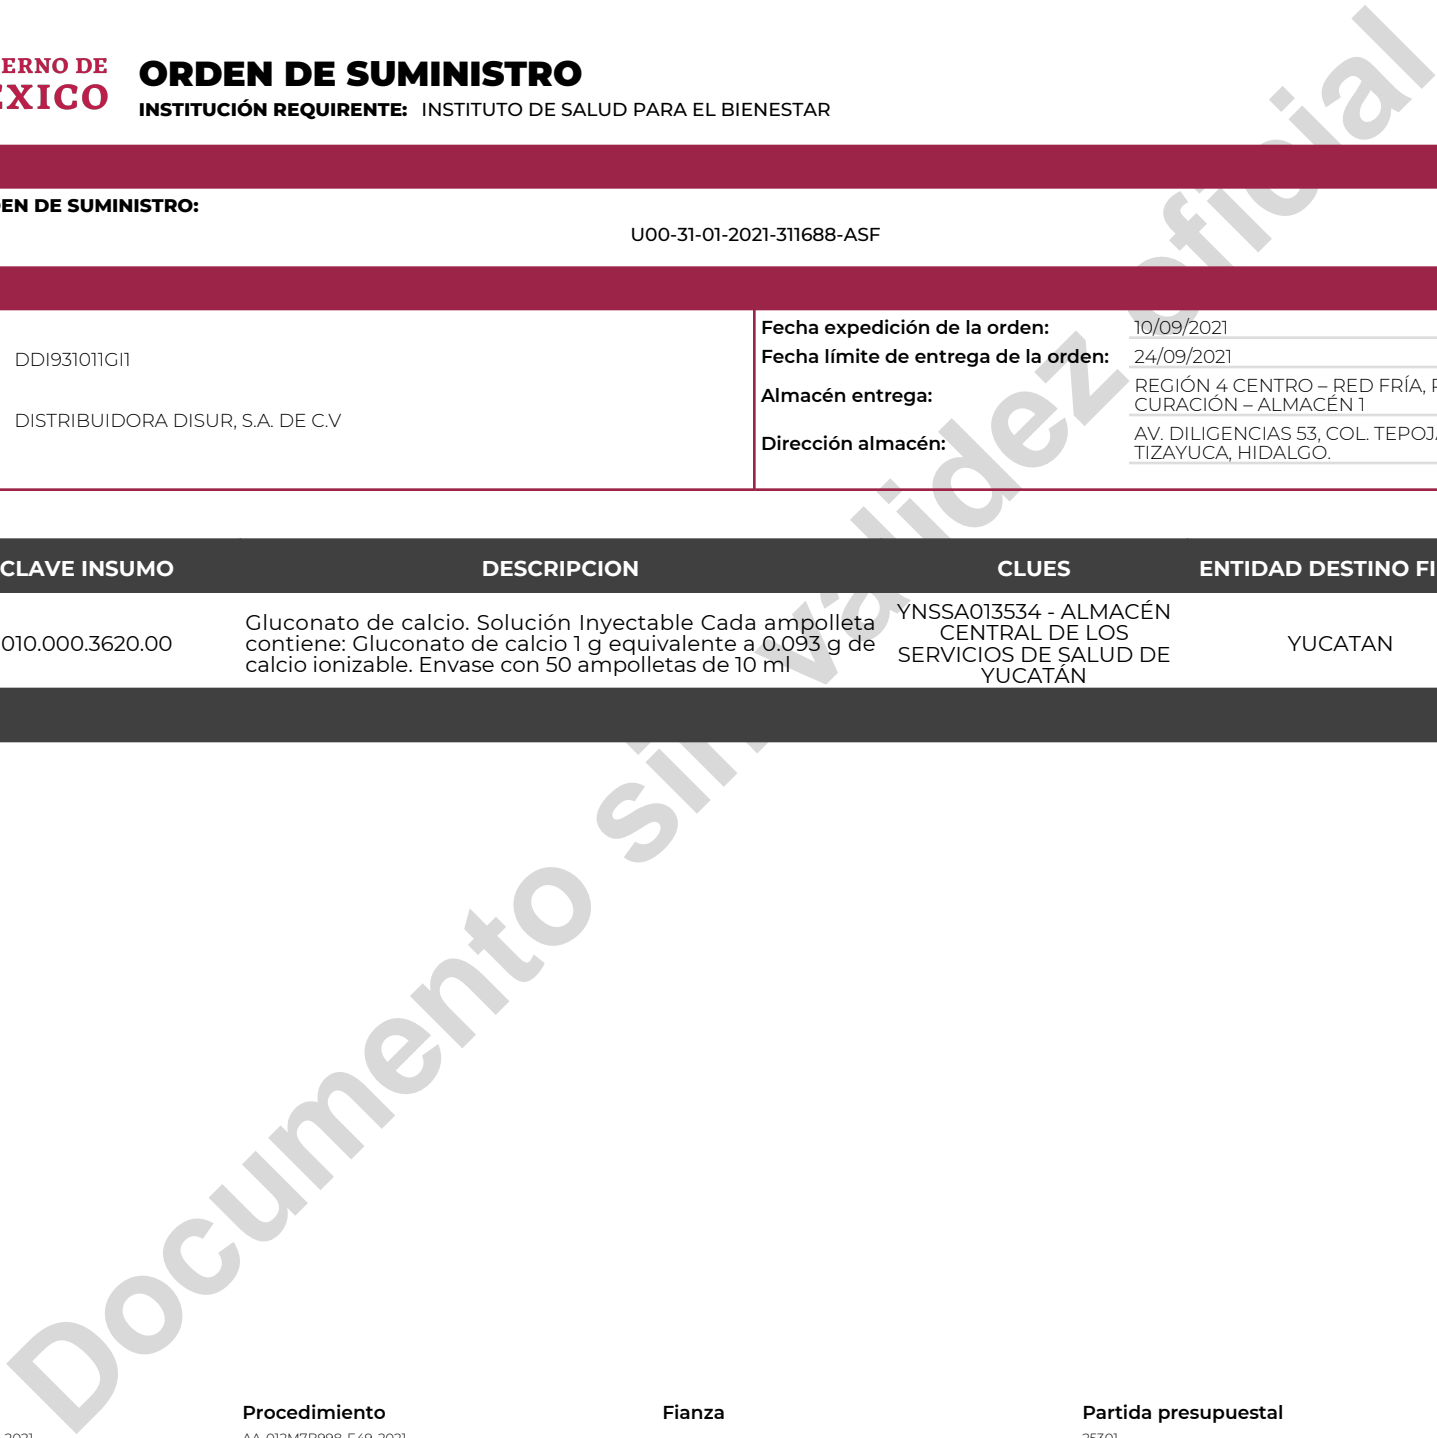 ERNO DE
ORDEN DE SUMINISTRO
INSTITUCIÓN REQUIRENTE: INSTITUTO DE SALUD PARA EL BIENESTAR
EXICO
EN DE SUMINISTRO:
U00-31-01-2021-311688-ASF
DDI931011GI1
DISTRIBUIDORA DISUR, S.A. DE C.V
Fecha expedición de la orden: 10/09/2021
Fecha límite de entrega de la orden: 24/09/2021
Almacén entrega: REGIÓN 4 CENTRO – RED FRÍA,
CURACIÓN – ALMACÉN 1
Dirección almacén: AV. DILIGENCIAS 53, COL. TEPOJ
TIZAYUCA, HIDALGO.
CLAVE INSUMO DESCRIPCION CLUES ENTIDAD DESTINO FI
010.000.3620.00
Gluconato de calcio. Solución Inyectable Cada ampolleta
contiene: Gluconato de calcio 1 g equivalente a 0.093 g de
calcio ionizable. Envase con 50 ampolletas de 10 ml
YNSSA013534 - ALMACÉN
CENTRAL DE LOS
SERVICIOS DE SALUD DE
YUCATÁN
YUCATAN
Documento sin validez oficial
Procedimiento Fianza Partida presupuestal